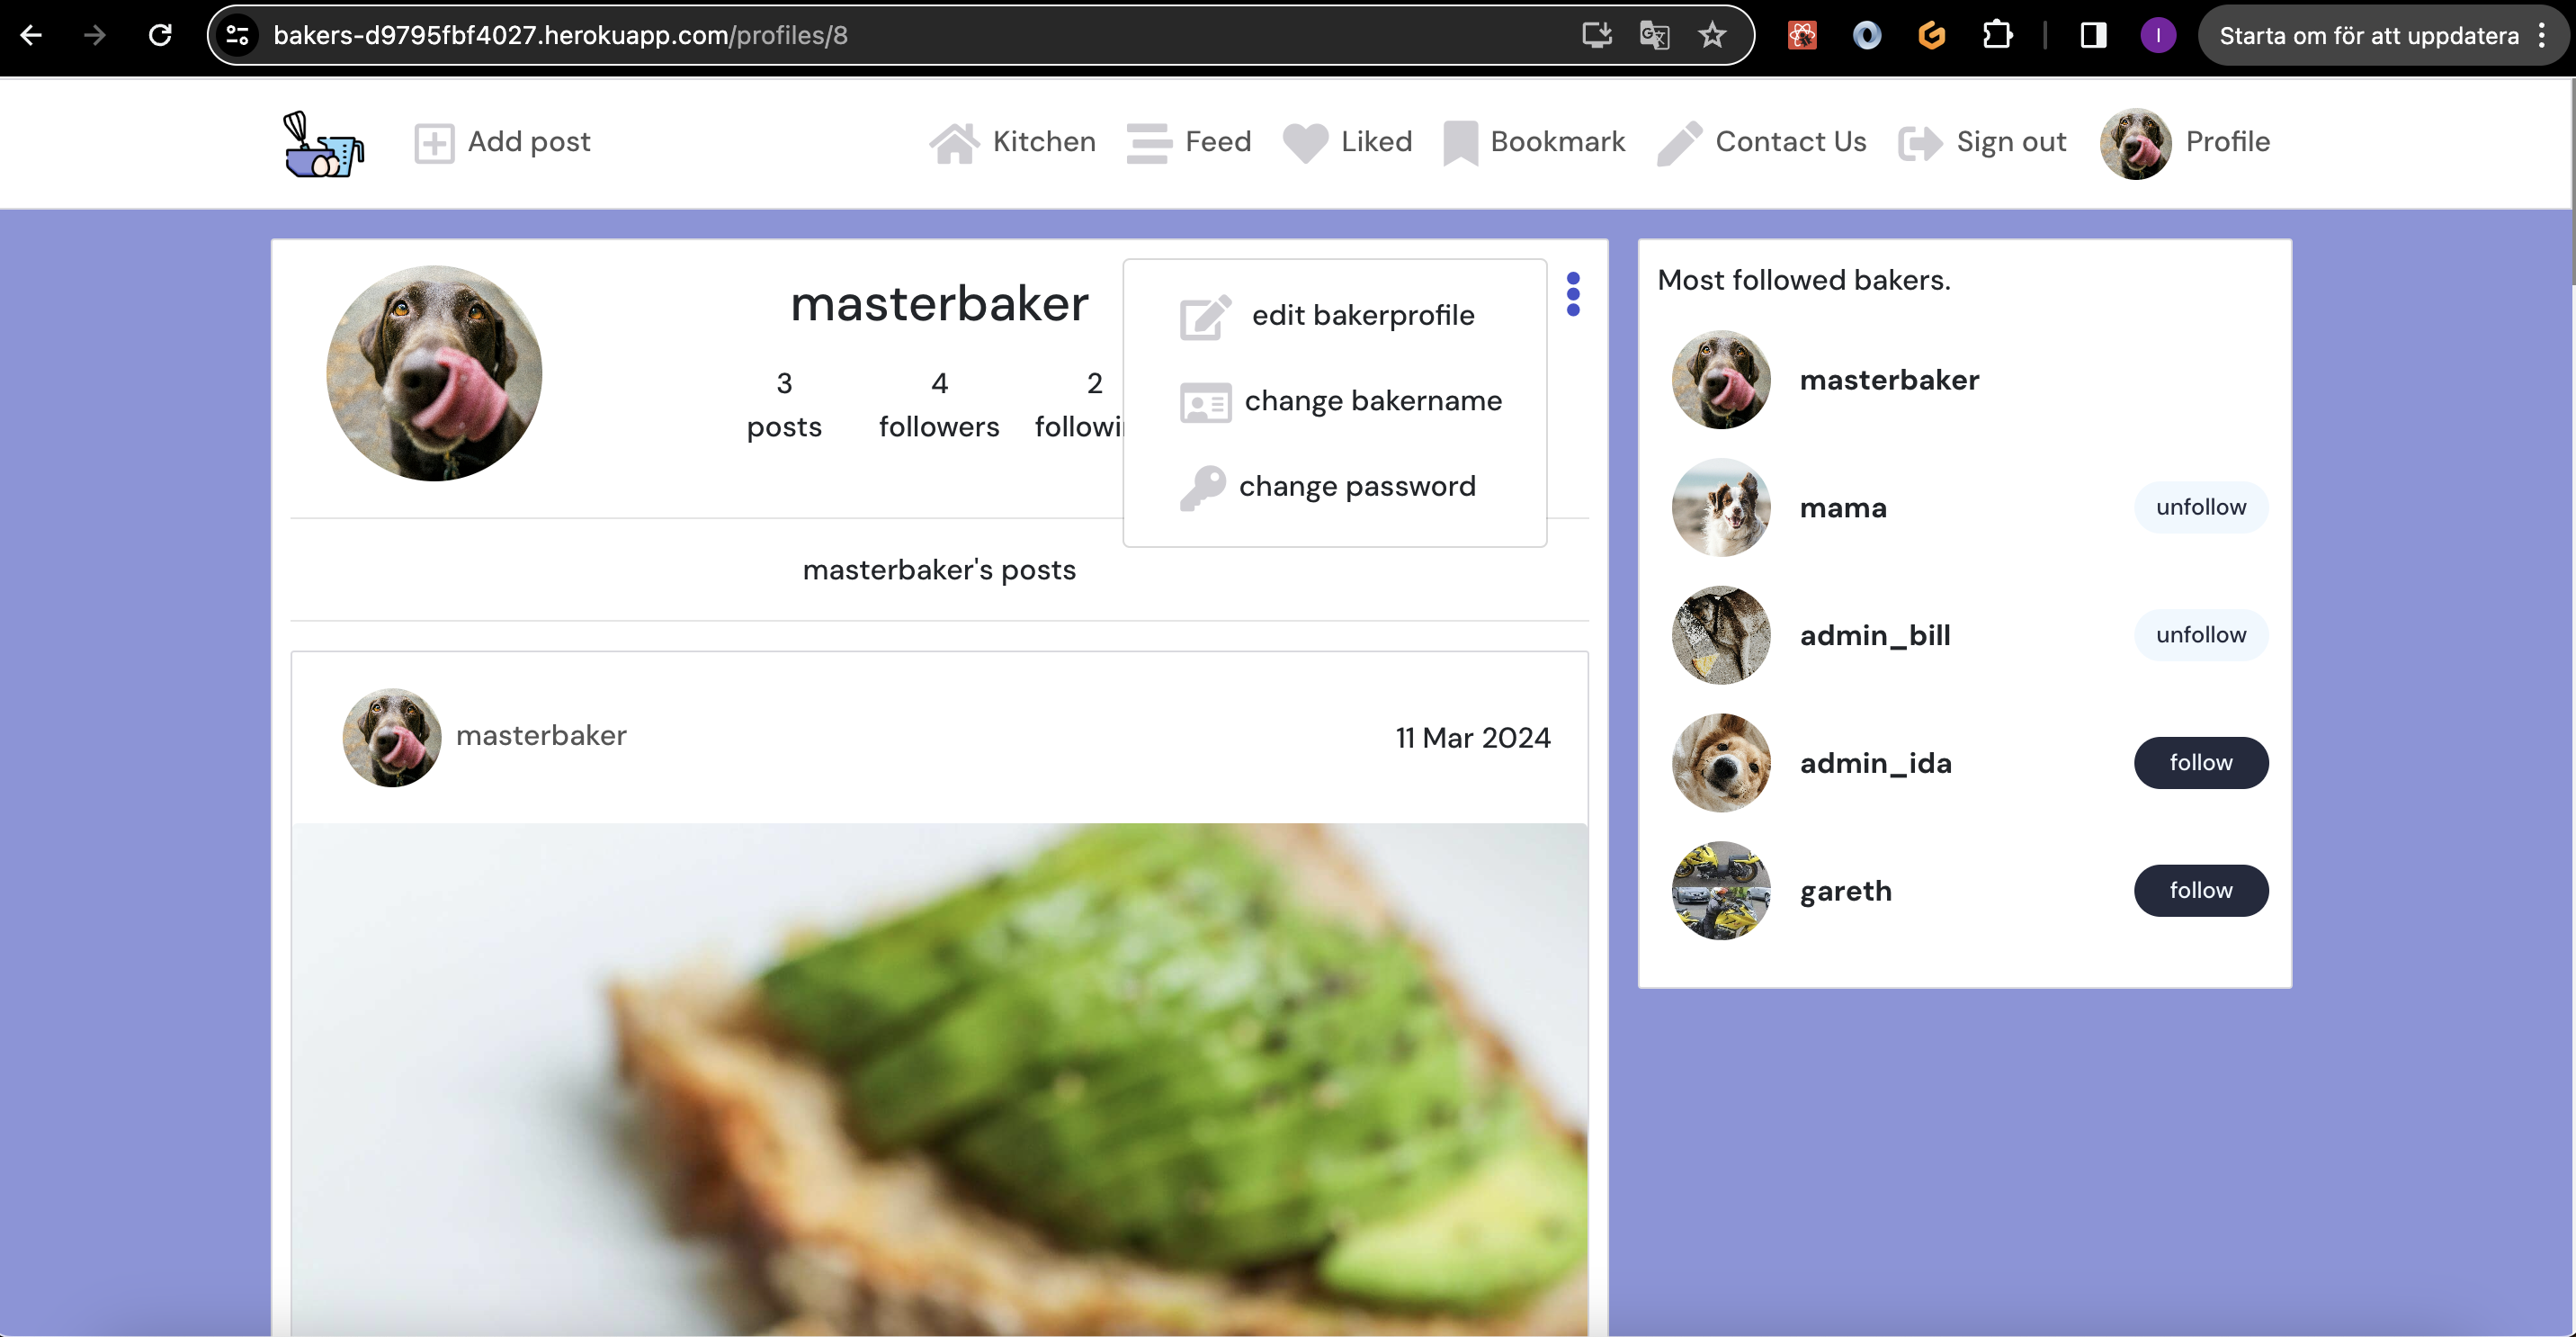 bakers-d9795fbf4027.herokuapp.com/profiles/8
Starta om för att uppdatera
Add post
Kitchen
Feed
Liked
Bookmark
Contact Us
Sign out
Profile
masterbaker
3
posts
4
followers
2
followi
edit bakerprofile
change bakername
change password
masterbaker's posts
masterbaker
11 Mar 2024
Most followed bakers.
masterbaker
mama
unfollow
admin_bill
unfollow
admin_ida
follow
gareth
follow